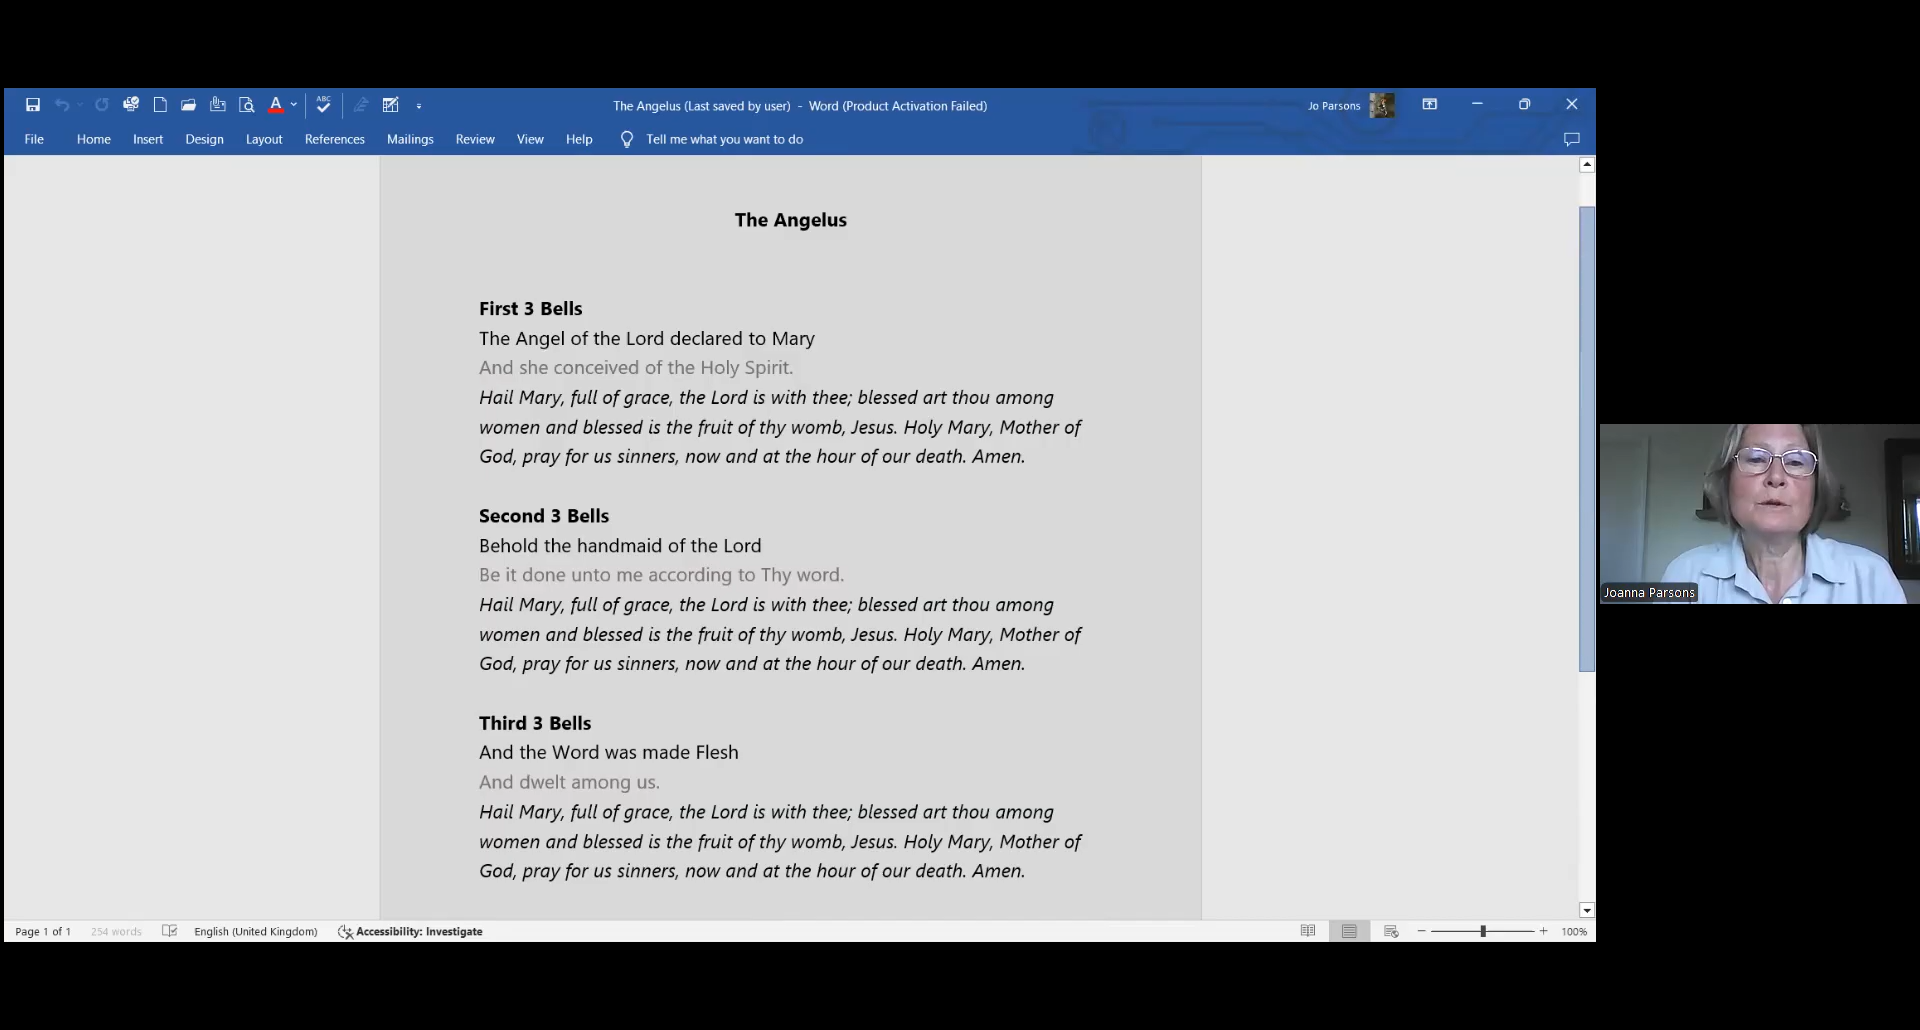 ABC
The Angelus (Last saved by user) - Word (Product Activation Failed)
Jo Parsons
File Home Insert Design Layout References Mailings Review View Help Tell me what you want to do
The Angelus
First 3 Bells
The Angel of the Lord declared to Mary
And she conceived of the Holy Spirit.
Hail Mary, full of grace, the Lord is with thee; blessed art thou among
women and blessed is the fruit of thy womb, Jesus. Holy Mary, Mother of
God, pray for us sinners, now and at the hour of our death. Amen.
Second 3 Bells
Behold the handmaid of the Lord
Be it done unto me according to Thy word.
Hail Mary, full of grace, the Lord is with thee; blessed art thou among
women and blessed is the fruit of thy womb, Jesus. Holy Mary, Mother of
God, pray for us sinners, now and at the hour of our death. Amen.
Third 3 Bells
And the Word was made Flesh
And dwelt among us.
Hail Mary, full of grace, the Lord is with thee; blessed art thou among
women and blessed is the fruit of thy womb, Jesus. Holy Mary, Mother of
God, pray for us sinners, now and at the hour of our death. Amen.
Joanna Parsons
Page 1 of 1 254 words English (United Kingdom) Accessibility: Investigate 100%